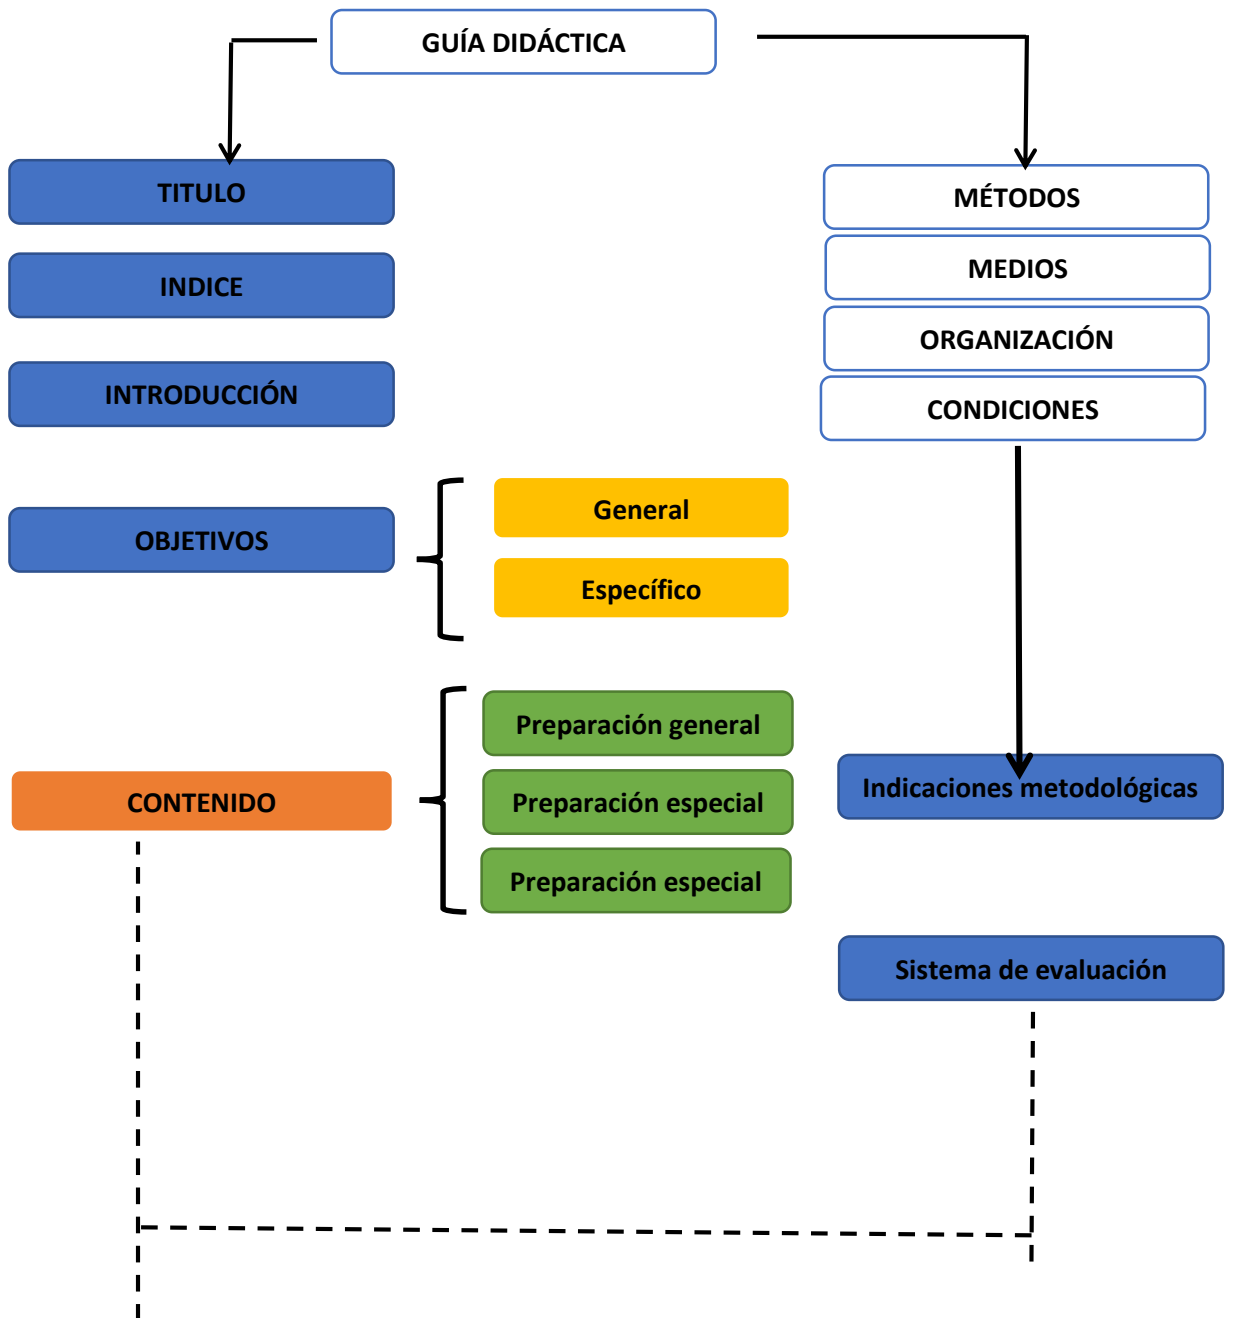 GUÍA DIDÁCTICA
TITULO
INDICE
INTRODUCCIÓN
OBJETIVOS
General
Específico
CONTENIDO
Preparación general
Preparación especial
Preparación especial
MÉTODOS
MEDIOS
ORGANIZACIÓN
CONDICIONES
Indicaciones metodológicas
Sistema de evaluación